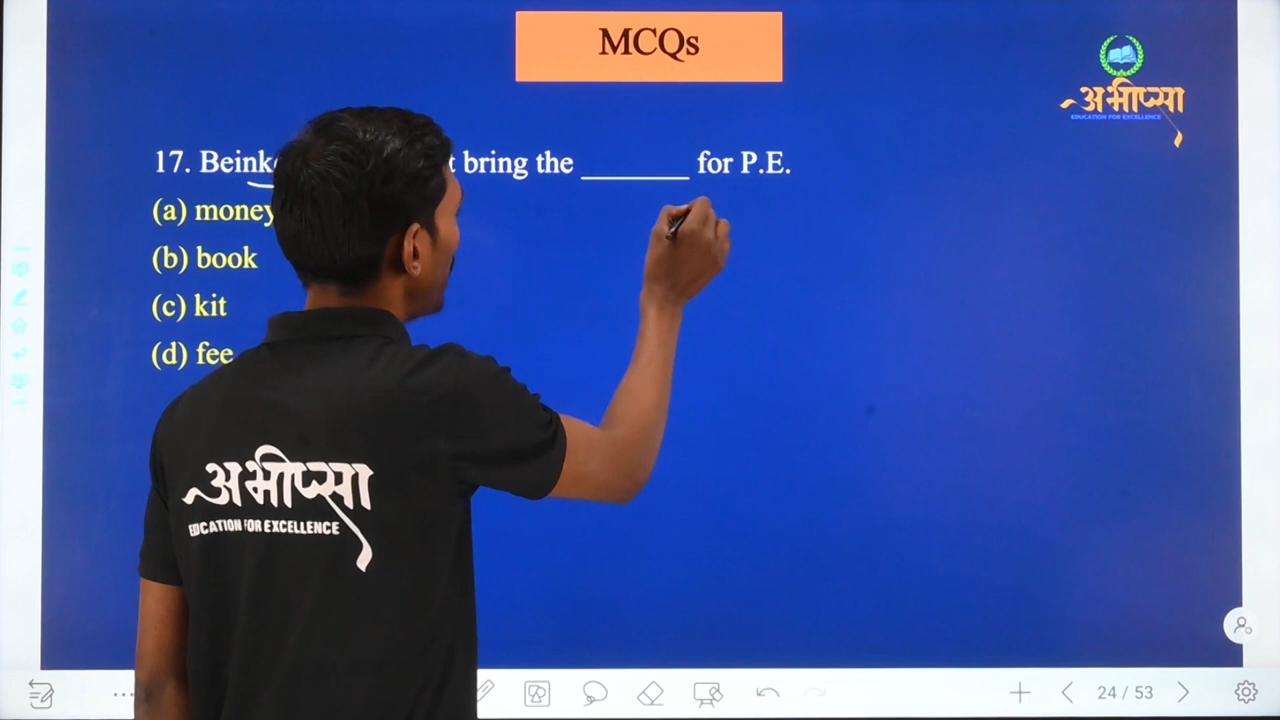 MCQs
अभीप्सा
EDUCATION FOR EXCELLENCE
17. bring the ________ for P.E.
(a) money
(b) book
(c) kit
(d) fee
अभीप्सा
EDUCATION FOR EXCELLENCE
24 / 53